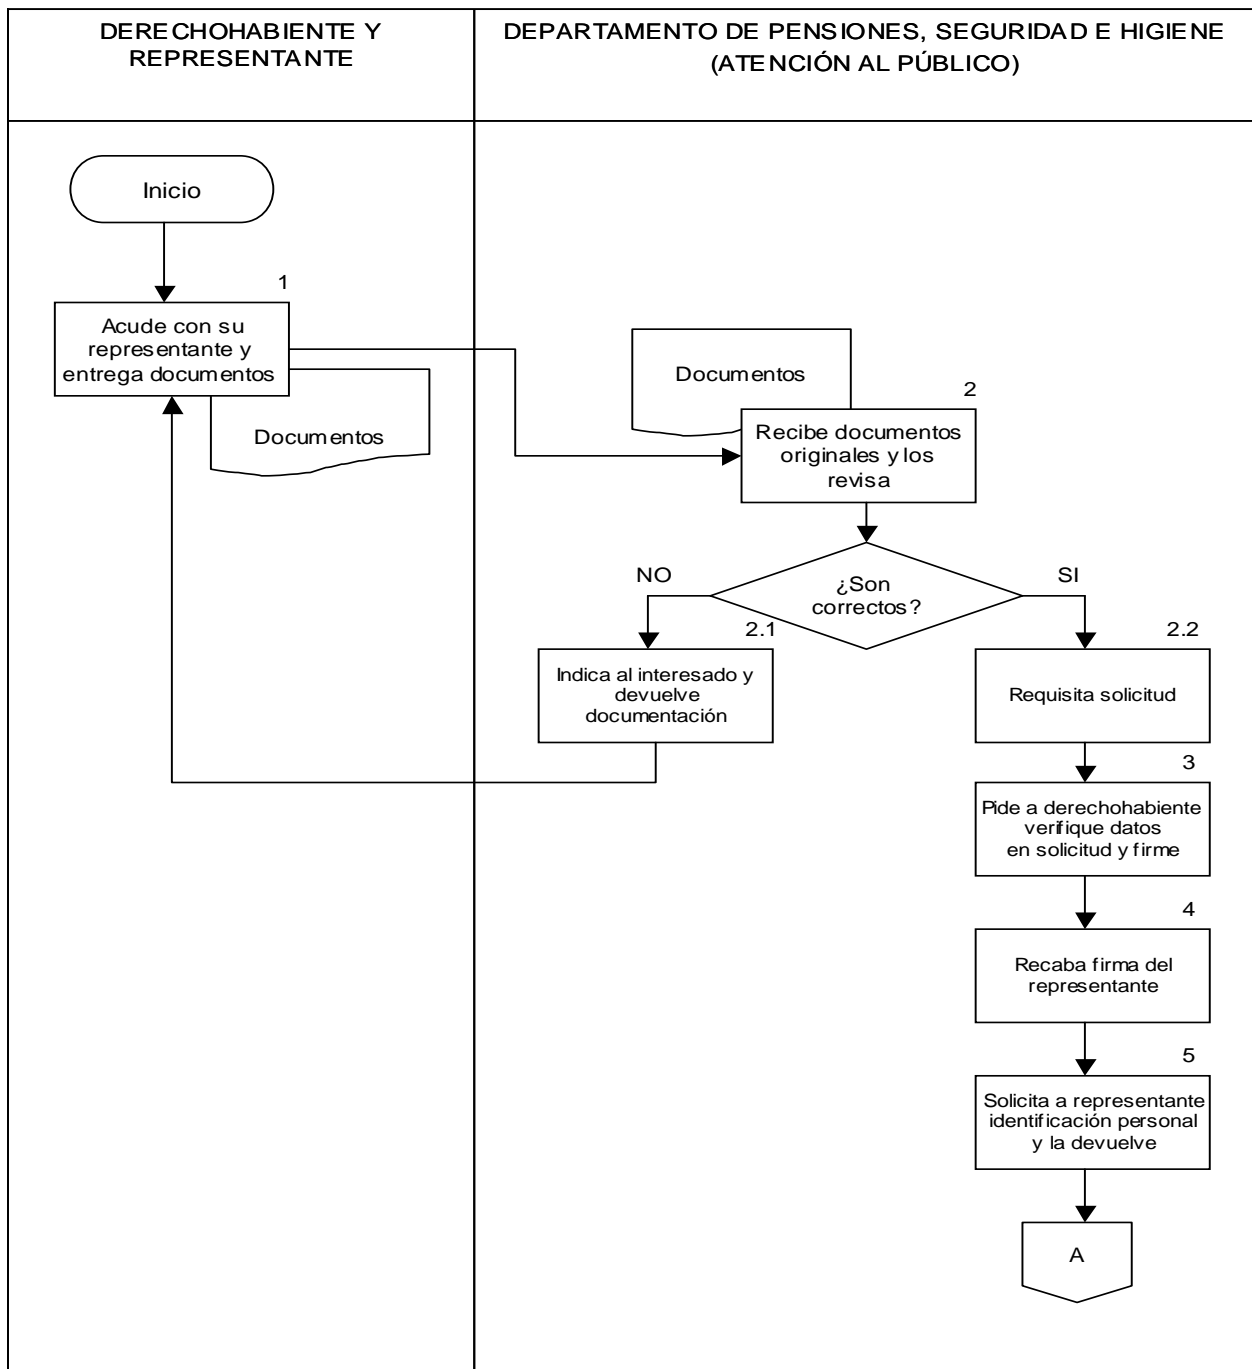 DERECHOHABIENTE Y
REPRESENTANTE
DEPARTAMENTO DE PENSIONES, SEGURIDAD E HIGIENE
(ATENCIÓN AL PÚBLICO)
Inicio
1
Acude con su
representante y
entrega documentos
Documentos
Documentos
2
Recibe documentos
originales y los
revisa
¿Son
correctos?
NO
SI
2.1
Indica al interesado y
devuelve
documentación
2.2
Requisita solicitud
3
Pide a derechohabiente
verifique datos
en solicitud y firme
4
Recaba firma del
representante
5
Solicita a representante
identificación personal
y la devuelve
A